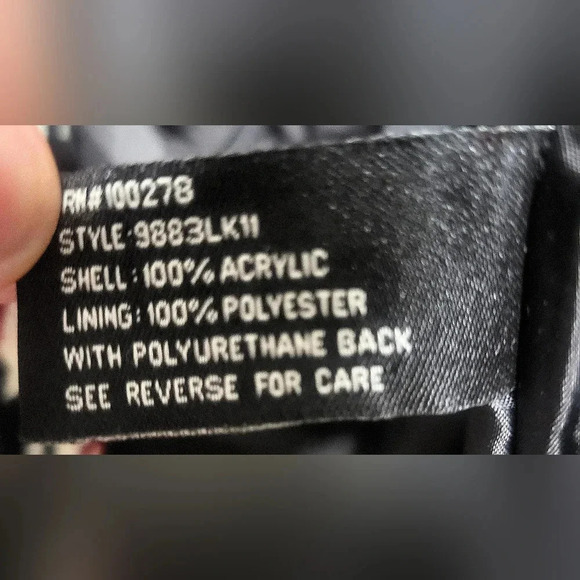 RN#100278
STYLE:9883LK11
SHELL:100% ACRYLIC
LINING:100% POLYESTER
WITH POLYURETHANE BACK
SEE REVERSE FOR CARE